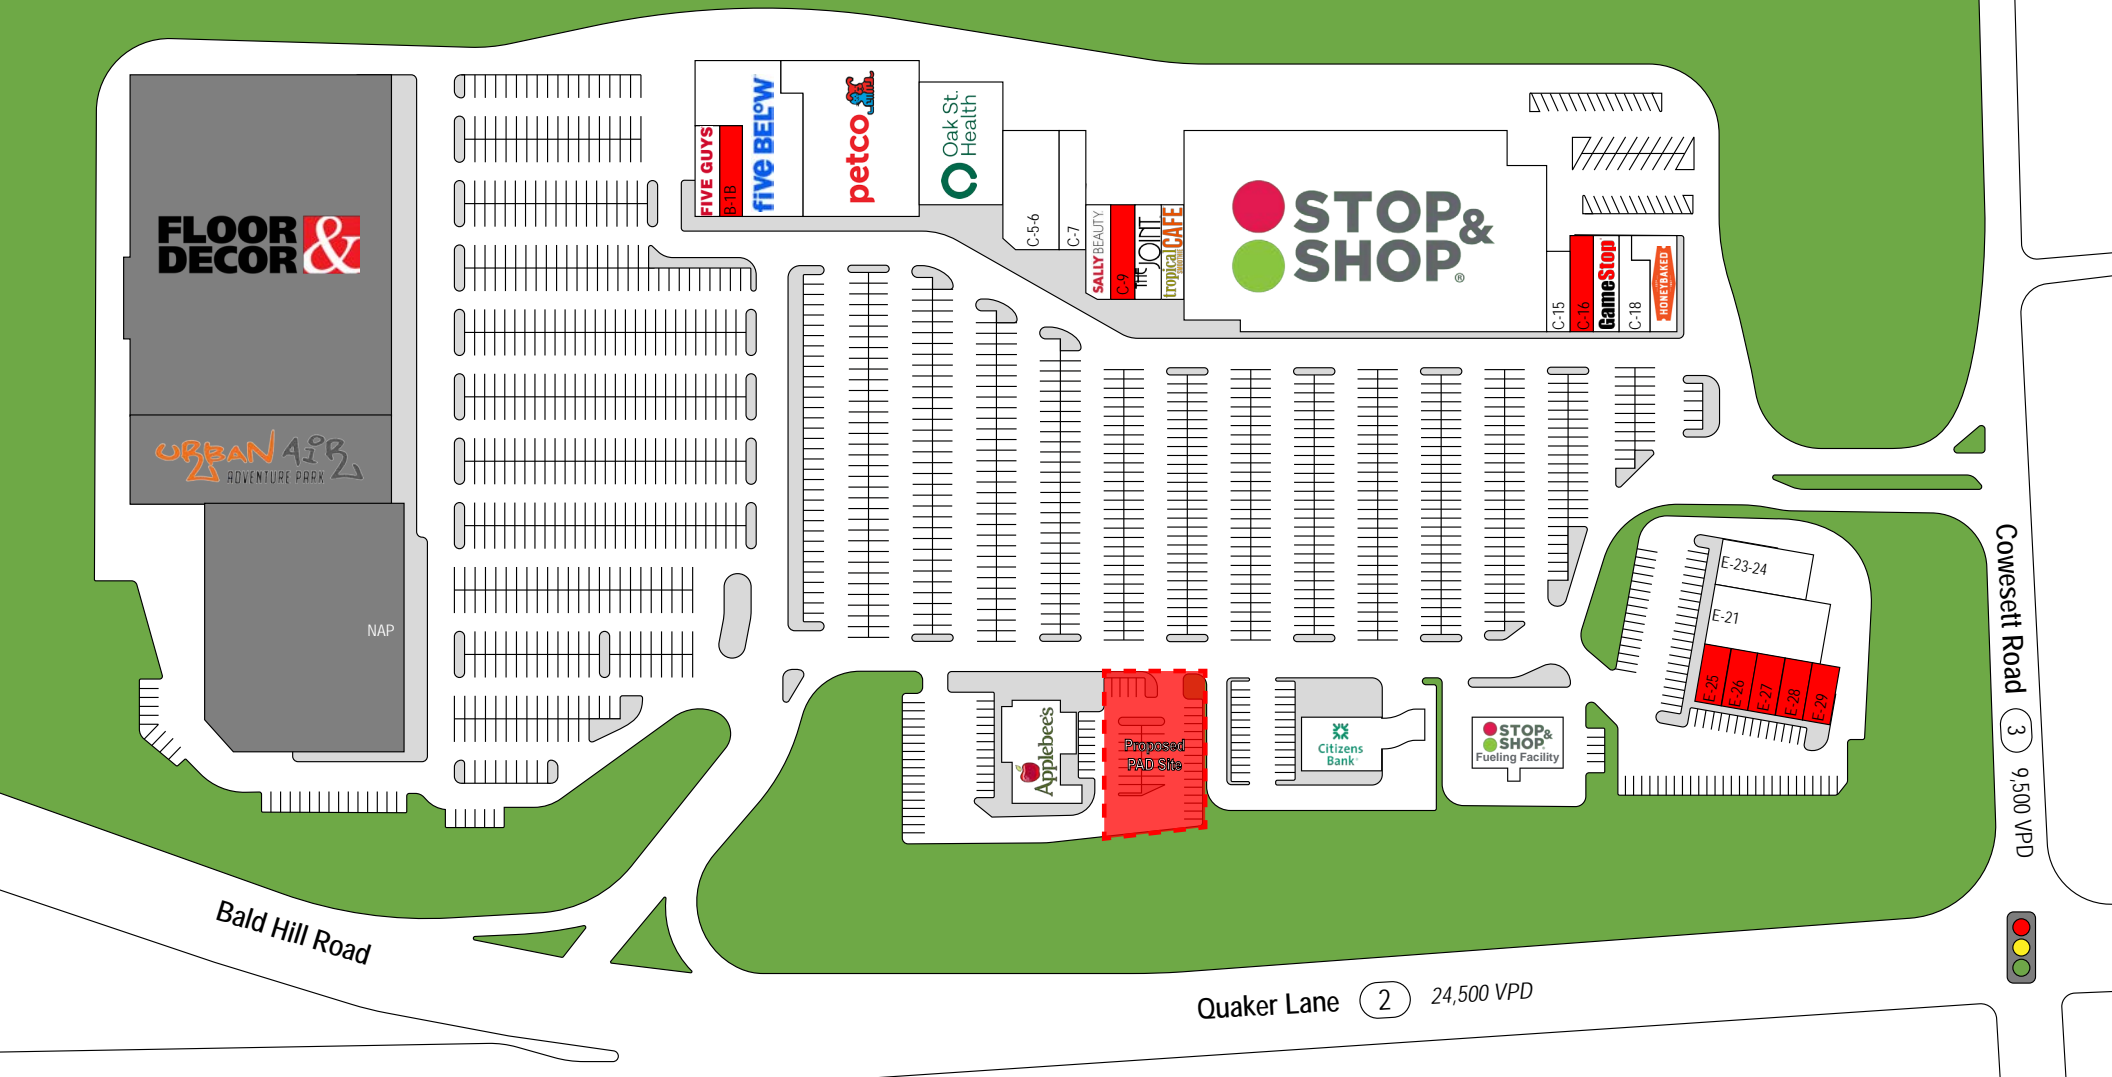 FLOOR
&
DECOR
URBAN AIR
ADVENTURE PARK
NAP
FIVE GUYS
B-1B
five BEL°W
petco
Oak St.
Health
C-5-6
C-7
SALLY BEAUTY
C-9
THE JOINT
tropical CAFE
SMOOTHIE
STOP&
SHOP®
C-15
C-16
GameStop
C-18
HONEYBAKED
E-23-24
E-21
E-25
E-26
E-27
E-28
E-29
Applebee's
Proposed
PAD Site
Citizens
Bank
STOP&
SHOP
Fueling Facility
Cowesett Road
3
9,500 VPD
Bald Hill Road
Quaker Lane 2 24,500 VPD